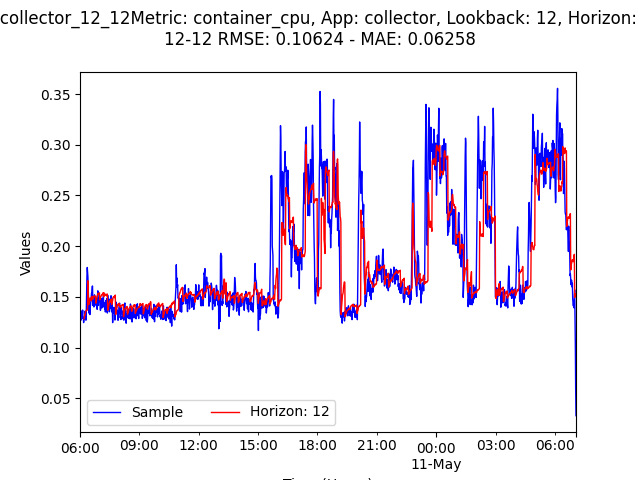 collector_12_12Metric: container_cpu, App: collector, Lookback: 12, Horizon:
12-12 RMSE: 0.10624 - MAE: 0.06258
0.35
0.30
0.25
0.20
0.15
0.10
0.05
Values
Sample
Horizon: 12
06:00
09:00
12:00
15:00
18:00
21:00
00:00
11-May
03:00
06:00